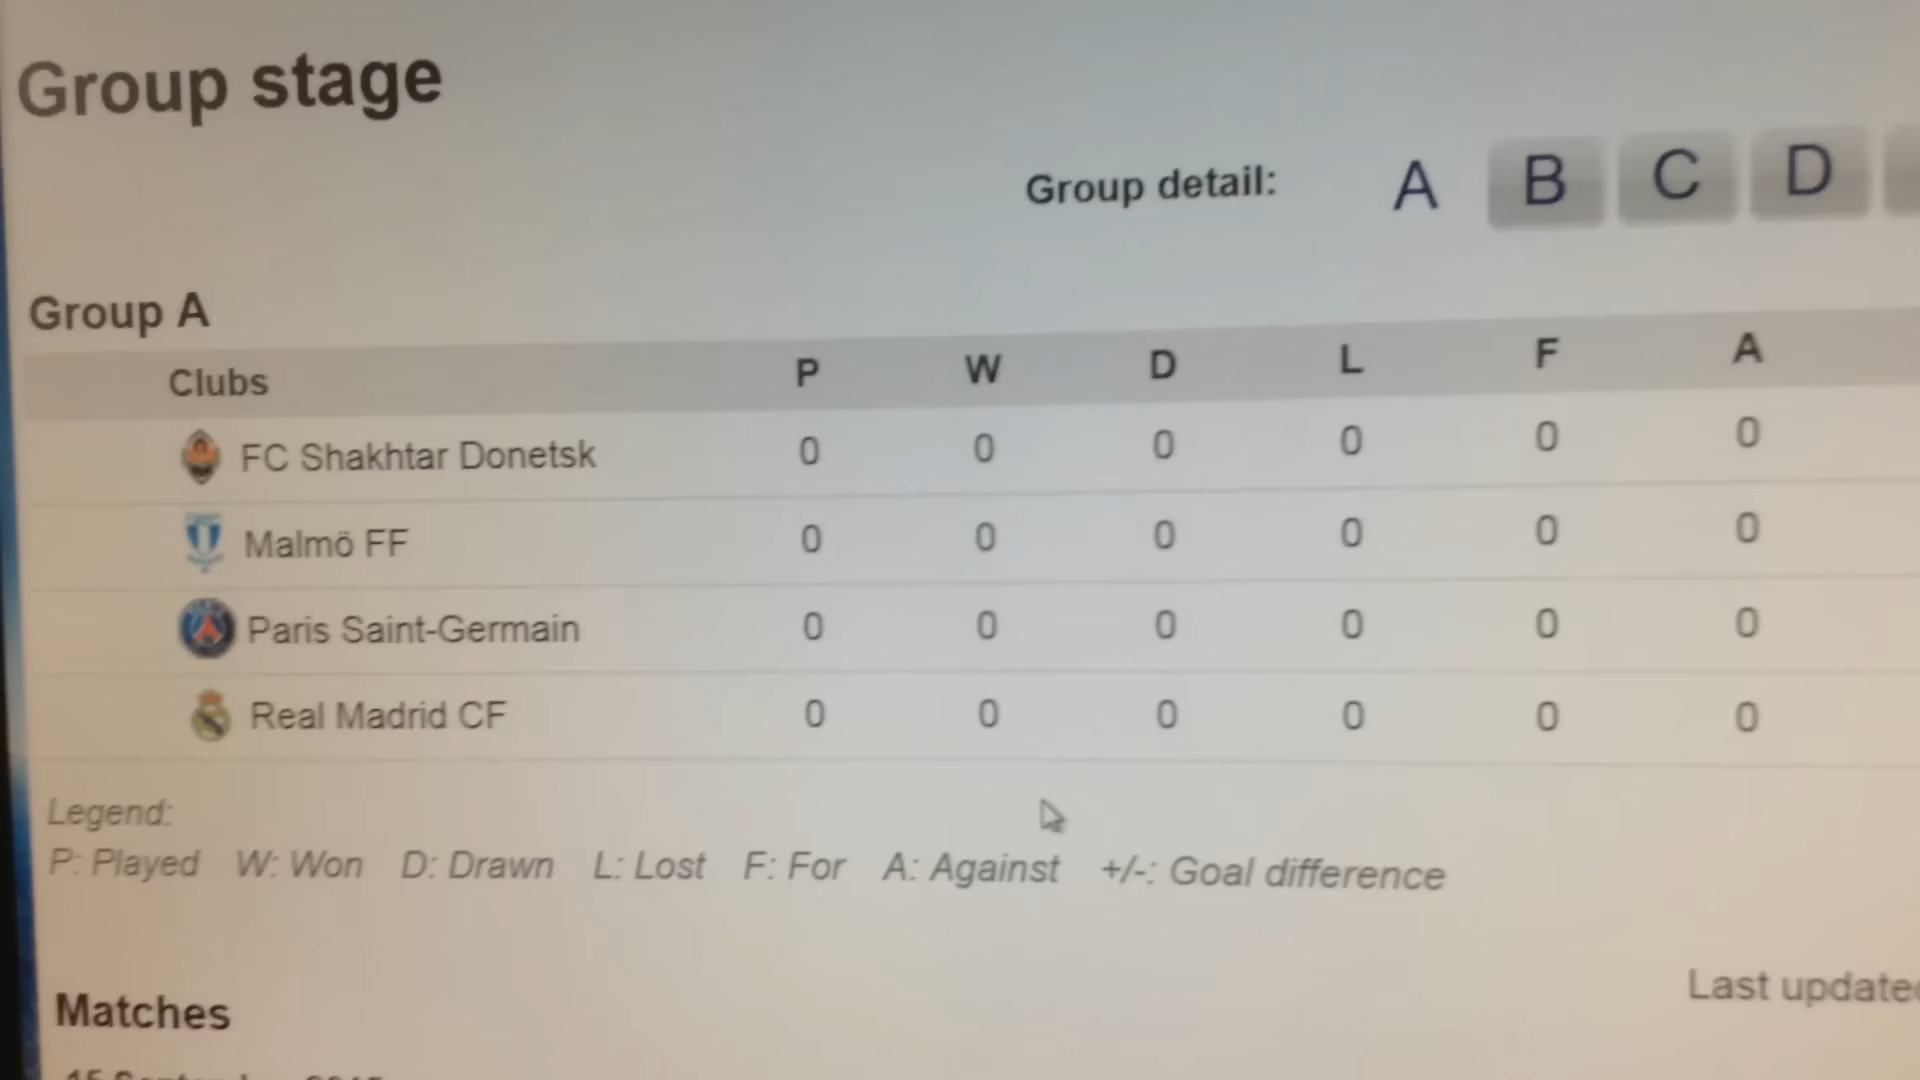 Group stage
Group detail: A B C D
Group A
Clubs P W D L F A
FC Shakhtar Donetsk 0 0 0 0 0 0
Malmö FF 0 0 0 0 0 0
Paris Saint-Germain 0 0 0 0 0 0
Real Madrid CF 0 0 0 0 0 0
Legend:
P: Played W: Won D: Drawn L: Lost F: For A: Against +/-: Goal difference
Last updated
Matches